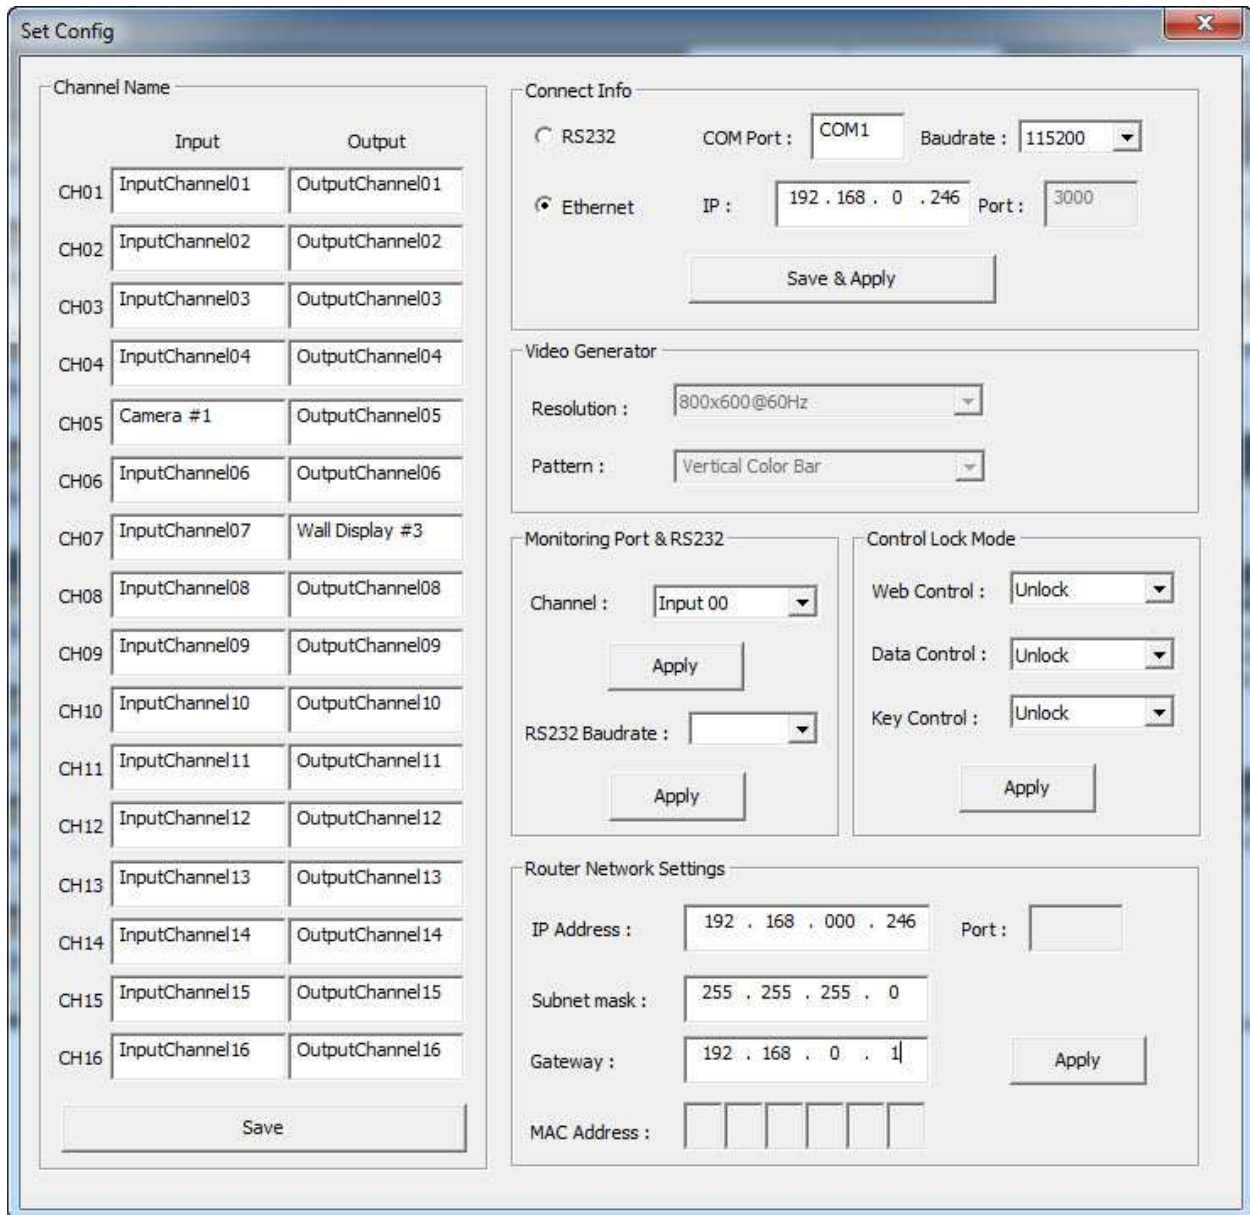 Set Config
X
Channel Name
Input Output
CH01 InputChannel01 OutputChannel01
CH02 InputChannel02 OutputChannel02
CH03 InputChannel03 OutputChannel03
CH04 InputChannel04 OutputChannel04
CH05 Camera #1 OutputChannel05
CH06 InputChannel06 OutputChannel06
CH07 InputChannel07 Wall Display #3
CH08 InputChannel08 OutputChannel08
CH09 InputChannel09 OutputChannel09
CH10 InputChannel10 OutputChannel10
CH11 InputChannel11 OutputChannel11
CH12 InputChannel12 OutputChannel12
CH13 InputChannel13 OutputChannel13
CH14 InputChannel14 OutputChannel14
CH15 InputChannel15 OutputChannel15
CH16 InputChannel16 OutputChannel16
Save
Connect Info
RS232 COM Port : COM1 Baudrate : 115200
Ethernet IP : 192 . 168 . 0 . 246 Port : 3000
Save & Apply
Video Generator
Resolution : 800x600@60Hz
Pattern : Vertical Color Bar
Monitoring Port & RS232
Channel : Input 00
Apply
RS232 Baudrate :
Apply
Control Lock Mode
Web Control : Unlock
Data Control : Unlock
Key Control : Unlock
Apply
Router Network Settings
IP Address : 192 . 168 . 000 . 246 Port :
Subnet mask : 255 . 255 . 255 . 0
Gateway : 192 . 168 . 0 . 1 Apply
MAC Address :